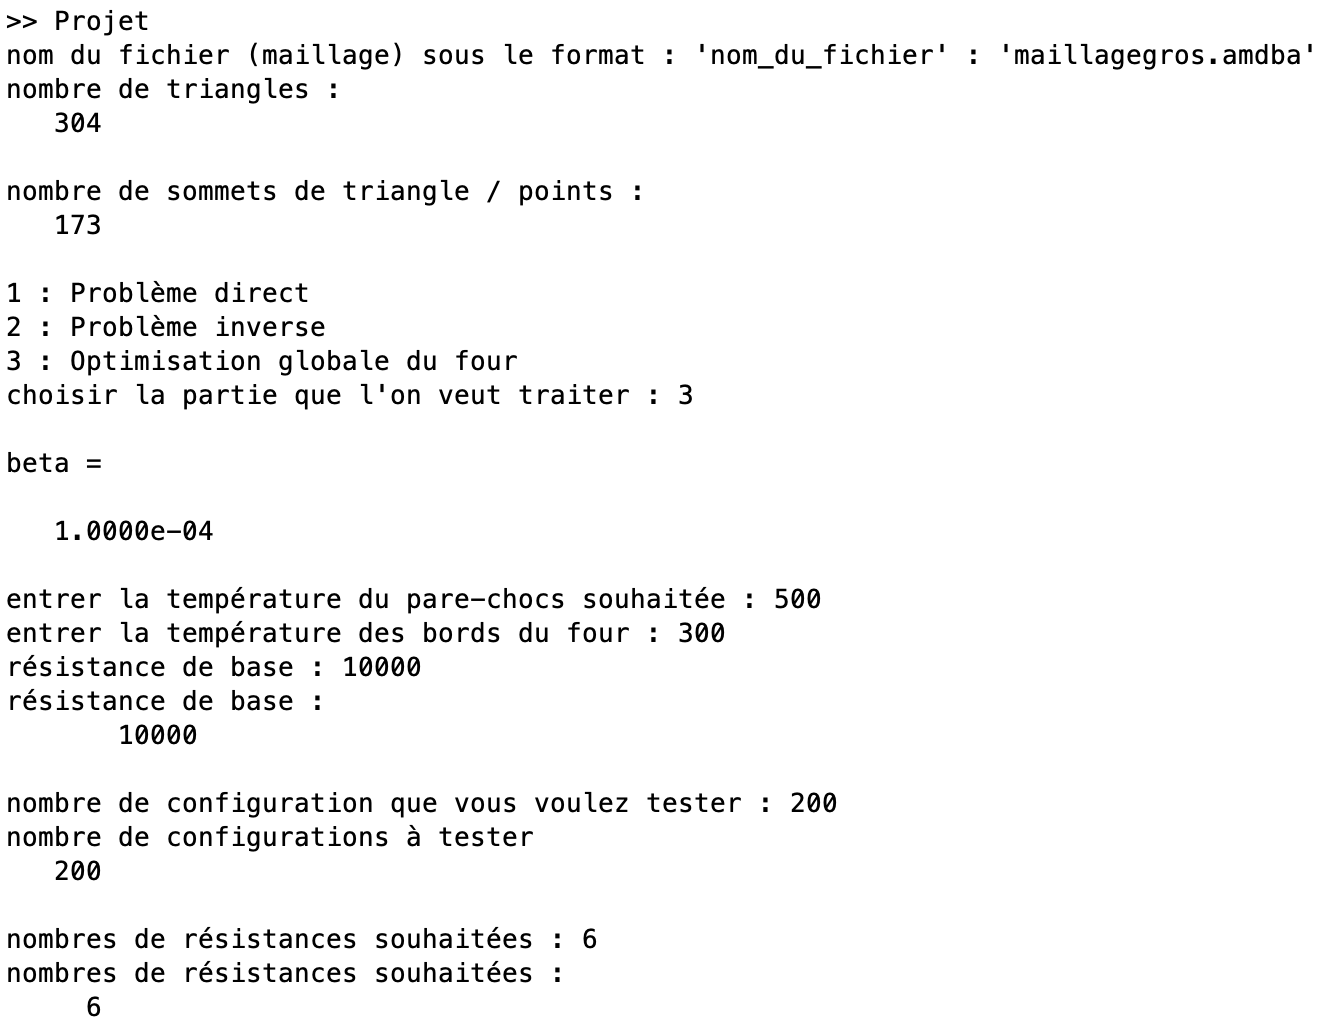 >> Projet
nom du fichier (maillage) sous le format : 'nom_du_fichier' : 'maillagegros.amdba'
nombre de triangles :
304
nombre de sommets de triangle / points :
173
1 : Problème direct
2 : Problème inverse
3 : Optimisation globale du four
choisir la partie que l'on veut traiter : 3
beta =
1.0000e-04
entrer la température du pare-chocs souhaitée : 500
entrer la température des bords du four : 300
résistance de base : 10000
résistance de base :
10000
nombre de configuration que vous voulez tester : 200
nombre de configurations à tester
200
nombres de résistances souhaitées : 6
nombres de résistances souhaitées :
6